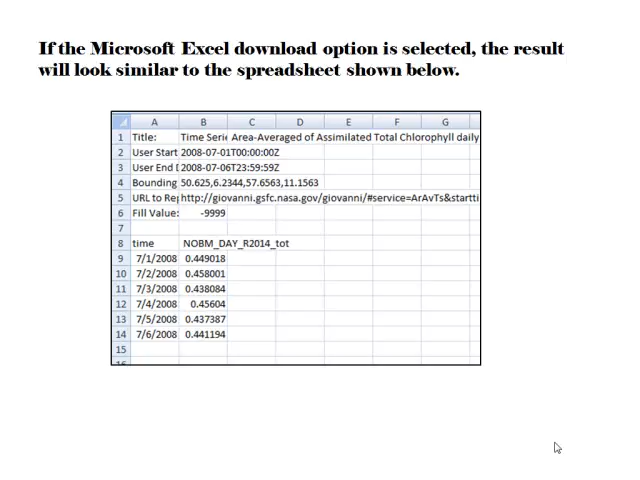 If the Microsoft Excel download option is selected, the result
will look similar to the spreadsheet shown below.
A B C D E F G
1 Title: Time Serie Area-Averaged of Assimilated Total Chlorophyll daily
2 User Start 2008-07-01T00:00:00Z
3 User End D 2008-07-06T23:59:59Z
4 Bounding 50.625,6.2344,57.6563,11.1563
5 URL to Rep http://giovanni.gsfc.nasa.gov/giovanni/#service=ArAvTs&startti
6 Fill Value: -9999
7
8 time NOBM_DAY_R2014_tot
9 7/1/2008 0.449018
10 7/2/2008 0.458001
11 7/3/2008 0.438084
12 7/4/2008 0.45604
13 7/5/2008 0.437387
14 7/6/2008 0.441194
15
16